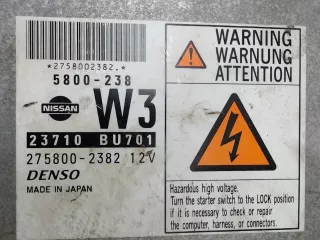 *2758002382.*
5800-238
NISSAN
W3
23710 BU701
275800-2382 12V
DENSO
MADE IN JAPAN
WARNING
WARNUNG
ATTENTION
Hazardous high voltage.
Turn the starter switch to the LOCK position
if it is necessary to check or repair
the computer, harness, or connectors.